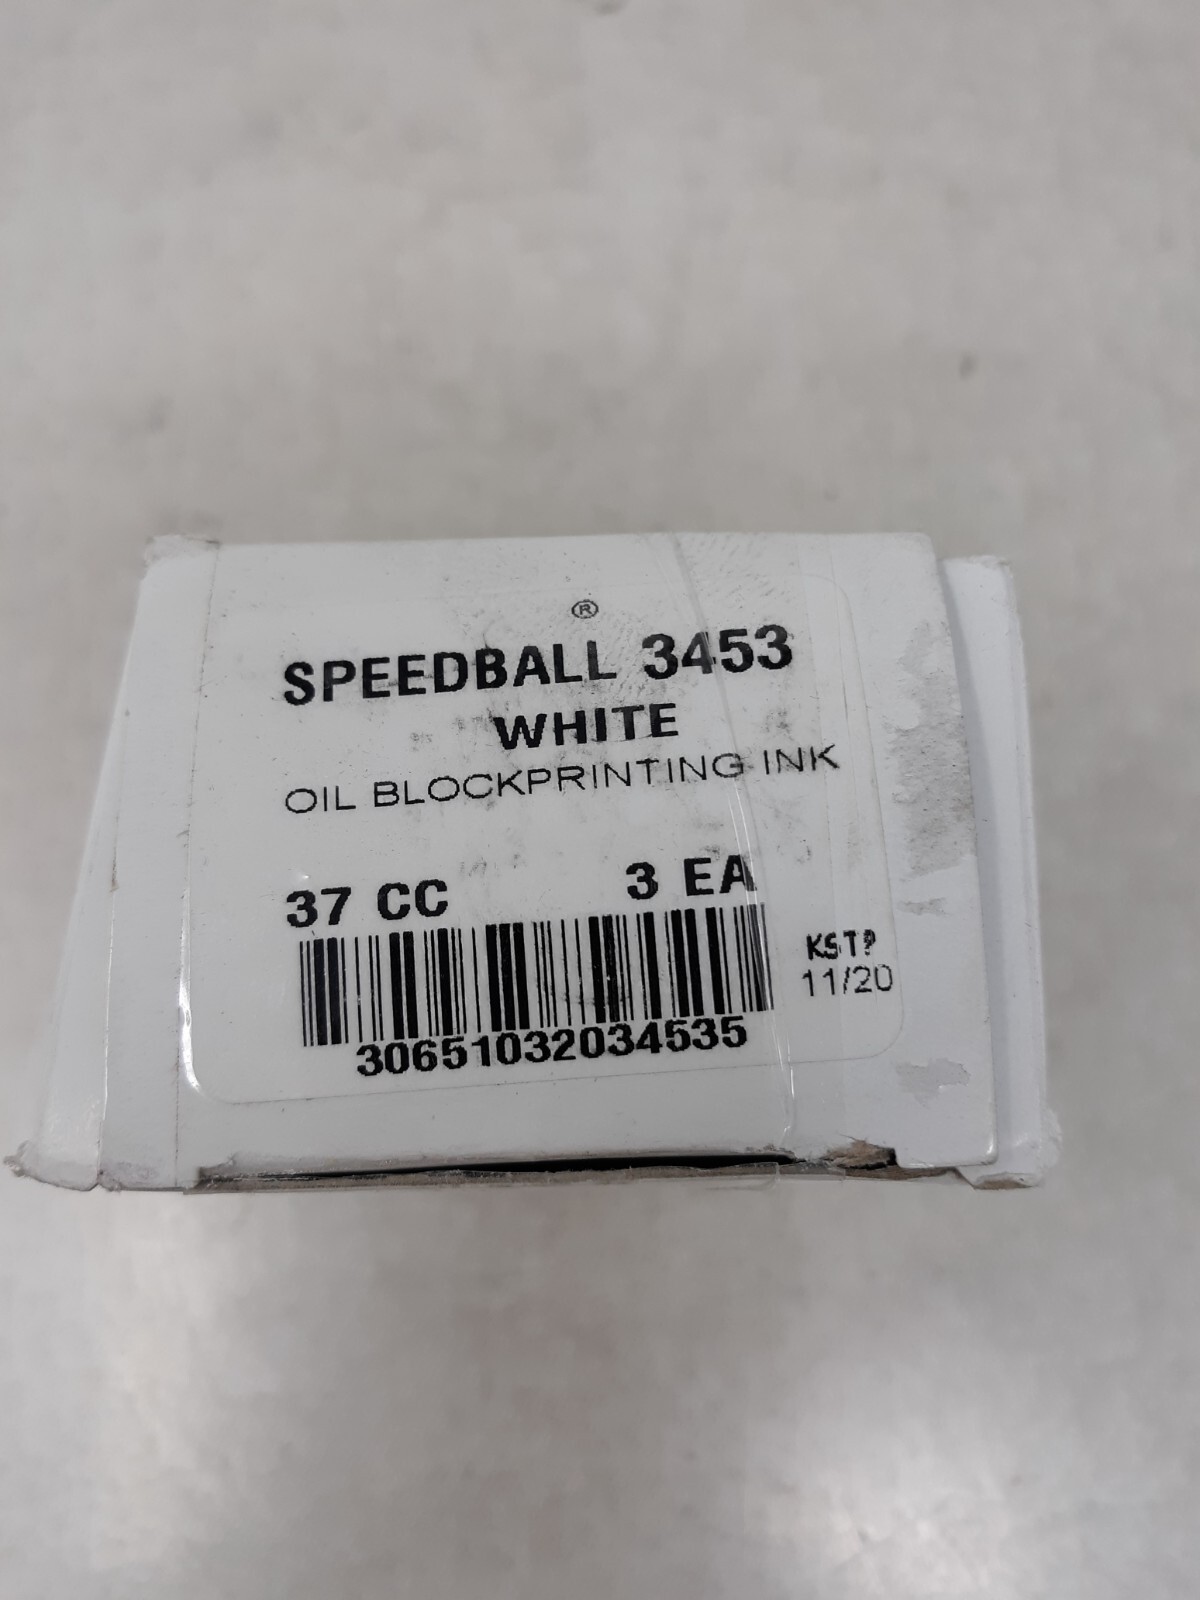 ®
SPEEDBALL 3453
WHITE
OIL BLOCKPRINTING INK
37 CC 3 EA
KSTP
11/20
30651032034535